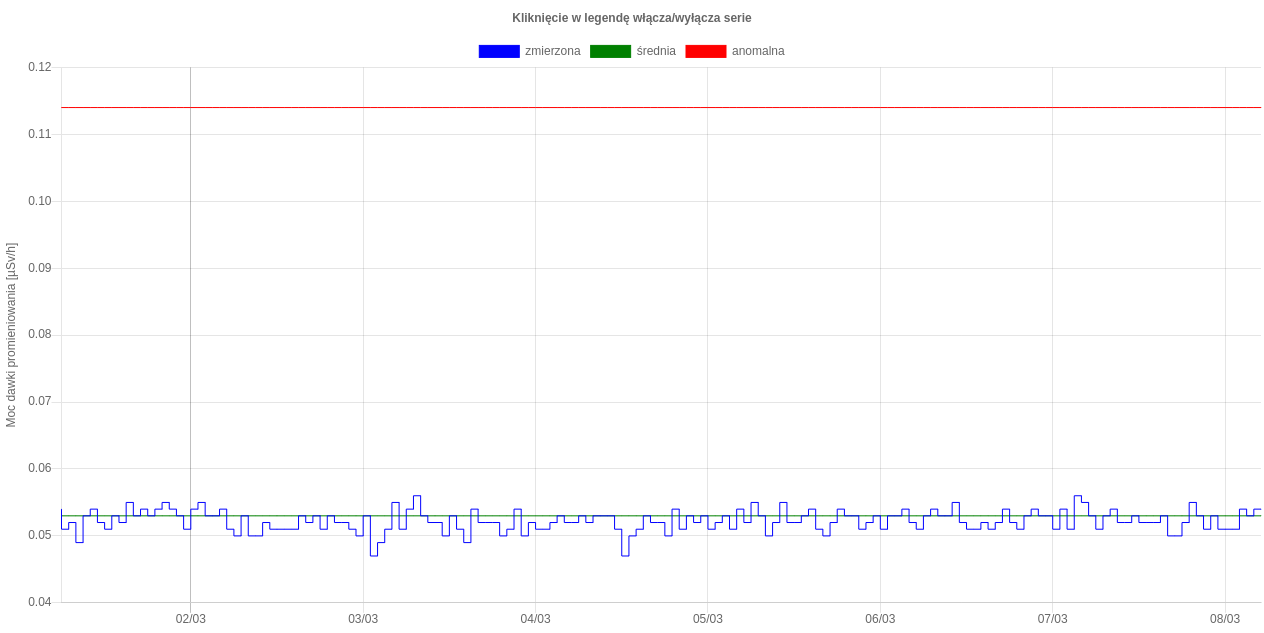 Kliknięcie w legendę włącza/wyłącza serie
zmierzona średnia anomalna
Moc dawki promieniowania [µSv/h]
0.12
0.11
0.10
0.09
0.08
0.07
0.06
0.05
0.04
02/03 03/03 04/03 05/03 06/03 07/03 08/03